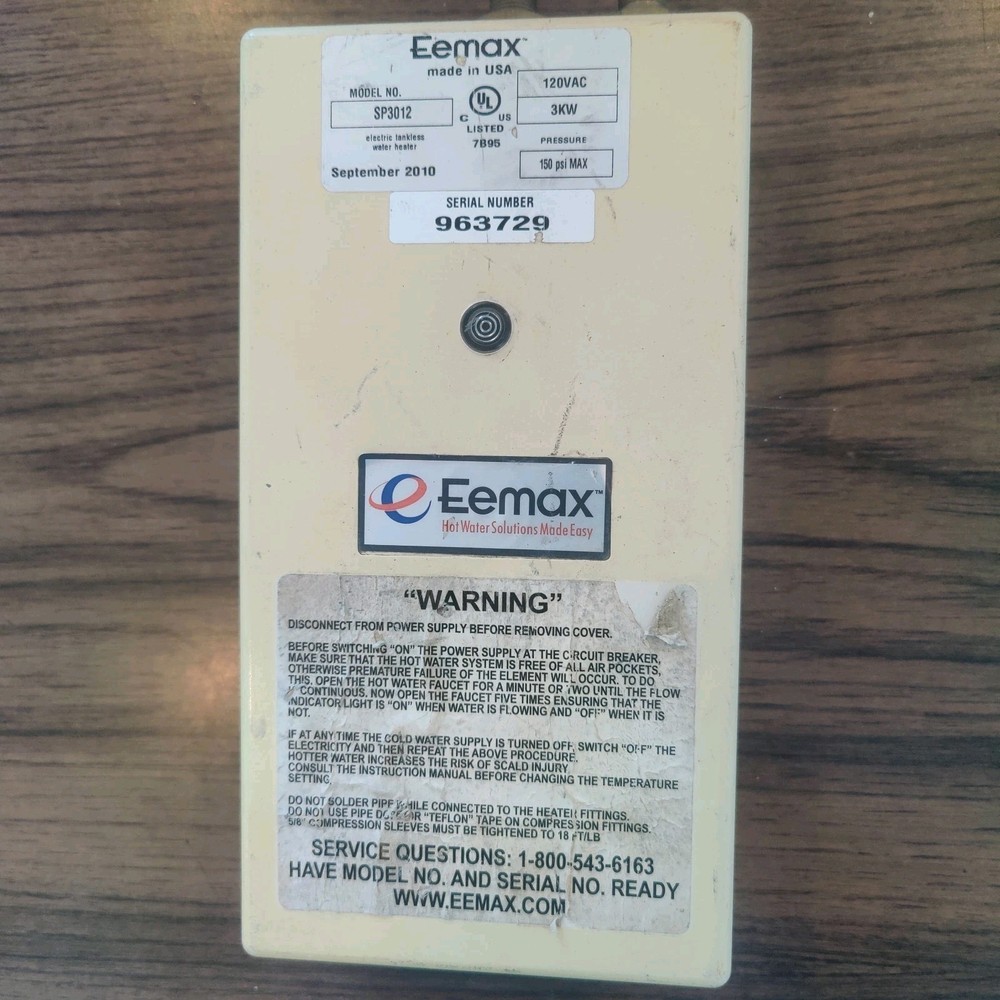 Eemax™
made in USA
MODEL NO.
SP3012
electric tankless
water heater
September 2010
C UL US
LISTED
7B95
120VAC
3KW
PRESSURE
150 psi MAX
SERIAL NUMBER
963729
Eemax™
Hot Water Solutions Made Easy
“WARNING”
DISCONNECT FROM POWER SUPPLY BEFORE REMOVING COVER.
BEFORE SWITCHING “ON” THE POWER SUPPLY AT THE CIRCUIT BREAKER,
MAKE SURE THAT THE HOT WATER SYSTEM IS FREE OF ALL AIR POCKETS,
OTHERWISE PREMATURE FAILURE OF THE ELEMENT WILL OCCUR. TO DO
THIS. OPEN THE HOT WATER FAUCET FOR A MINUTE OR TWO UNTIL THE FLOW
CONTINUOUS. NOW OPEN THE FAUCET FIVE TIMES ENSURING THAT THE
INDICATOR LIGHT IS “ON” WHEN WATER IS FLOWING AND “OFF” WHEN IT IS
NOT.
IF AT ANY TIME THE COLD WATER SUPPLY IS TURNED OFF, SWITCH “OFF” THE
ELECTRICITY AND THEN REPEAT THE ABOVE PROCEDURE.
HOTTER WATER INCREASES THE RISK OF SCALD INJURY.
CONSULT THE INSTRUCTION MANUAL BEFORE CHANGING THE TEMPERATURE
SETTING.
DO NOT SOLDER PIPE WHILE CONNECTED TO THE HEATER FITTINGS.
DO NOT USE PIPE DOPE OR “TEFLON” TAPE ON COMPRESSION FITTINGS.
5/8" COMPRESSION SLEEVES MUST BE TIGHTENED TO 18 FT/LB
SERVICE QUESTIONS: 1-800-543-6163
HAVE MODEL NO. AND SERIAL NO. READY
WWW.EEMAX.COM